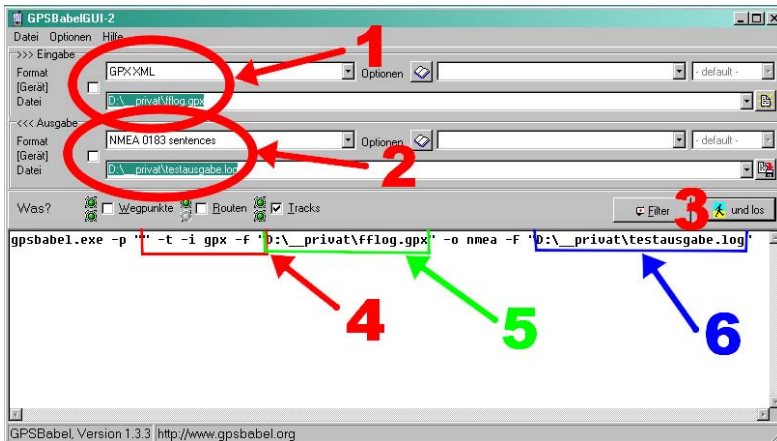 GPSBabelGUI-2
Datei Optionen Hilfe
>>> Eingabe
Format GPX XML Optionen - default -
[Gerät]
Datei D:\__privat\fflog.gpx
1
<<< Ausgabe
Format NMEA 0183 sentences Optionen - default -
[Gerät]
Datei D:\__privat\testausgabe.log
2
Was? Wegpunkte Routen Tracks Filter 3 und los
gpsbabel.exe -p "" -t -i gpx -f "D:\__privat\fflog.gpx" -o nmea -F "D:\__privat\testausgabe.log"
4 5 6
GPSBabel, Version 1.3.3 http://www.gpsbabel.org